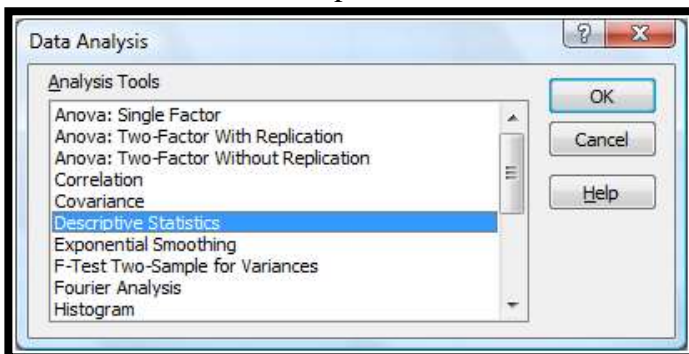 Data Analysis
Analysis Tools
Anova: Single Factor
Anova: Two-Factor With Replication
Anova: Two-Factor Without Replication
Correlation
Covariance
Descriptive Statistics
Exponential Smoothing
F-Test Two-Sample for Variances
Fourier Analysis
Histogram
OK
Cancel
Help